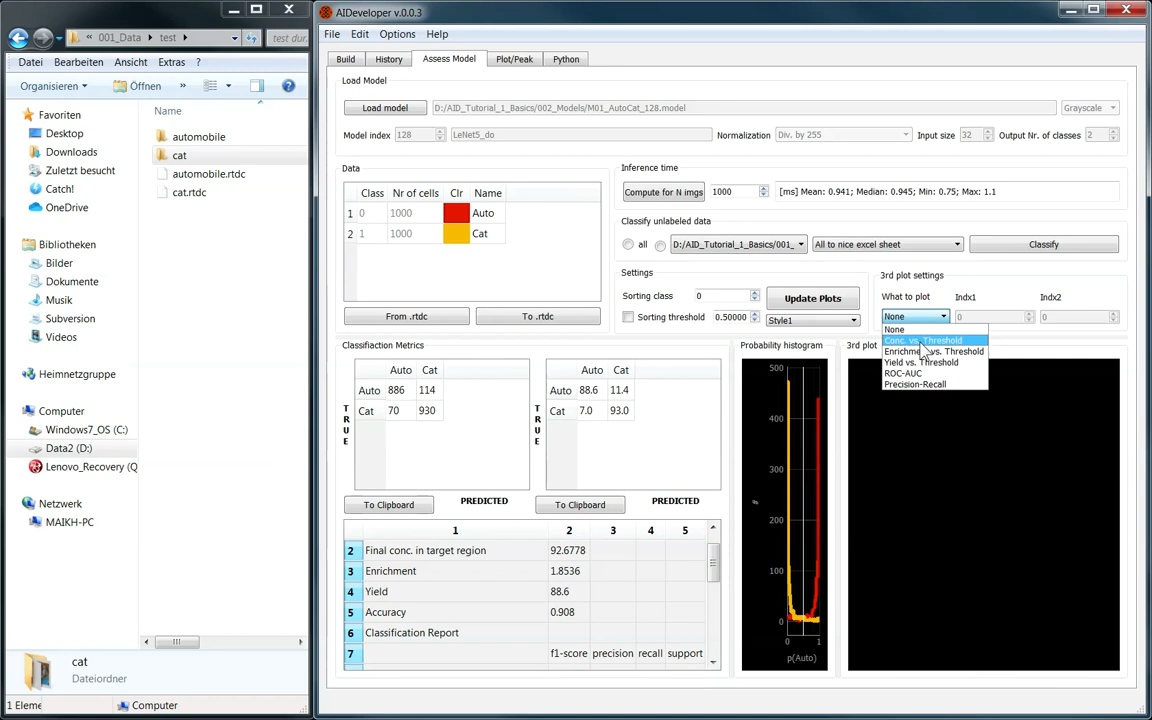 001_Data
test
test dur
Datei
Bearbeiten
Ansicht
Extras
?
Organisieren
Öffnen
»
Favoriten
Desktop
Downloads
Zuletzt besucht
Catch!
OneDrive
Bibliotheken
Bilder
Dokumente
Musik
Subversion
Videos
Heimnetzgruppe
Computer
Windows7_OS (C:)
Data2 (D:)
Lenovo_Recovery (Q
Netzwerk
MAIKH-PC
Name
automobile
cat
automobile.rtdc
cat.rtdc
cat
Dateiordner
1 Eleme
Computer
AIDeveloper v.0.0.3
File Edit Options Help
Build History Assess Model Plot/Peak Python
Load Model
Load model D:/AID_Tutorial_1_Basics/002_Models/M01_AutoCat_128.model Grayscale
Model index 128 LeNet5_do Normalization Div. by 255 Input size 32 Output Nr. of classes 2
Data
Class Nr of cells Clr Name
1 0 1000 Auto
2 1 1000 Cat
From .rtdc To .rtdc
Inference time
Compute for N imgs 1000 [ms] Mean: 0.941; Median: 0.945; Min: 0.75; Max: 1.1
Classify unlabeled data
all D:/AID_Tutorial_1_Basics/001_ All to nice excel sheet Classify
Settings
Sorting class 0 Update Plots
Sorting threshold 0.50000 Style1
3rd plot settings
What to plot Indx1 Indx2
None 0 0
None
Conc. vs. Threshold
Enrichme vs. Threshold
Yield vs. Threshold
ROC-AUC
Precision-Recall
Classifiaction Metrics
Auto Cat
Auto 886 114
Cat 70 930
TRUE
PREDICTED
To Clipboard
Auto Cat
Auto 88.6 11.4
Cat 7.0 93.0
TRUE
PREDICTED
To Clipboard
1 2 3 4 5
2 Final conc. in target region 92.6778
3 Enrichment 1.8536
4 Yield 88.6
5 Accuracy 0.908
6 Classification Report
7 f1-score precision recall support
Probability histogram
500
400
300
200
100
0
#
0 1
p(Auto)
3rd plot